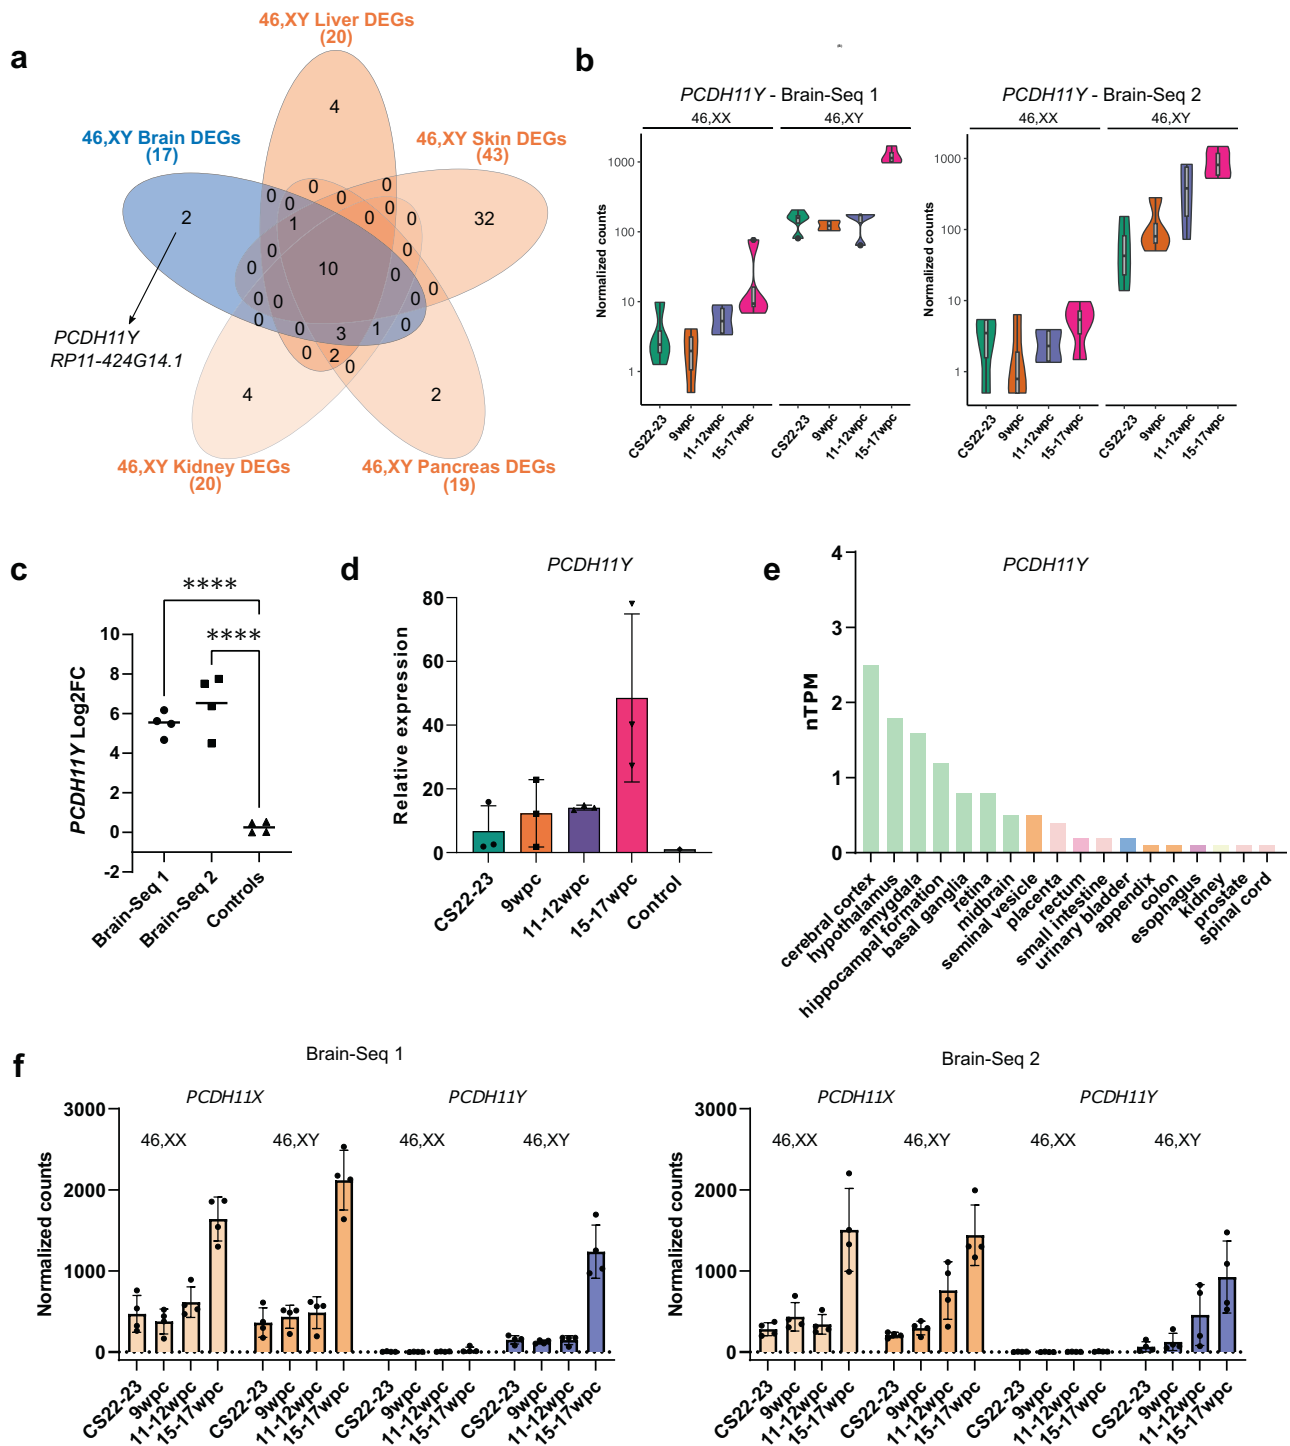 a
46,XY Liver DEGs
(20)
46,XY Brain DEGs
(17)
46,XY Skin DEGs
(43)
4
2
32
0
0
0
0
0
0
0
0
1
0
0
0
10
0
0
0
0
0
0
0
0
3
1
0
0
2
0
PCDH11Y
RP11-424G14.1
4
2
46,XY Kidney DEGs
(20)
46,XY Pancreas DEGs
(19)
b
PCDH11Y - Brain-Seq 1
46,XX
46,XY
Normalized counts
1000
100
10
1
CS22-23
9wpc
11-12wpc
15-17wpc
CS22-23
9wpc
11-12wpc
15-17wpc
PCDH11Y - Brain-Seq 2
46,XX
46,XY
Normalized counts
1000
100
10
1
CS22-23
9wpc
11-12wpc
15-17wpc
CS22-23
9wpc
11-12wpc
15-17wpc
c
****
****
PCDH11Y Log2FC
10
8
6
4
2
0
-2
Brain-Seq 1
Brain-Seq 2
Controls
d
PCDH11Y
Relative expression
80
60
40
20
0
CS22-23
9wpc
11-12wpc
15-17wpc
Control
e
PCDH11Y
nTPM
4
3
2
1
0
cerebral cortex
hypothalamus
amygdala
hippocampal formation
basal ganglia
retina
midbrain
seminal vesicle
placenta
rectum
small intestine
urinary bladder
appendix
colon
esophagus
kidney
prostate
spinal cord
f
Brain-Seq 1
PCDH11X
PCDH11Y
46,XX
46,XY
46,XX
46,XY
Normalized counts
3000
2000
1000
0
CS22-23
9wpc
11-12wpc
15-17wpc
CS22-23
9wpc
11-12wpc
15-17wpc
CS22-23
9wpc
11-12wpc
15-17wpc
CS22-23
9wpc
11-12wpc
15-17wpc
Brain-Seq 2
PCDH11X
PCDH11Y
46,XX
46,XY
46,XX
46,XY
Normalized counts
3000
2000
1000
0
CS22-23
9wpc
11-12wpc
15-17wpc
CS22-23
9wpc
11-12wpc
15-17wpc
CS22-23
9wpc
11-12wpc
15-17wpc
CS22-23
9wpc
11-12wpc
15-17wpc